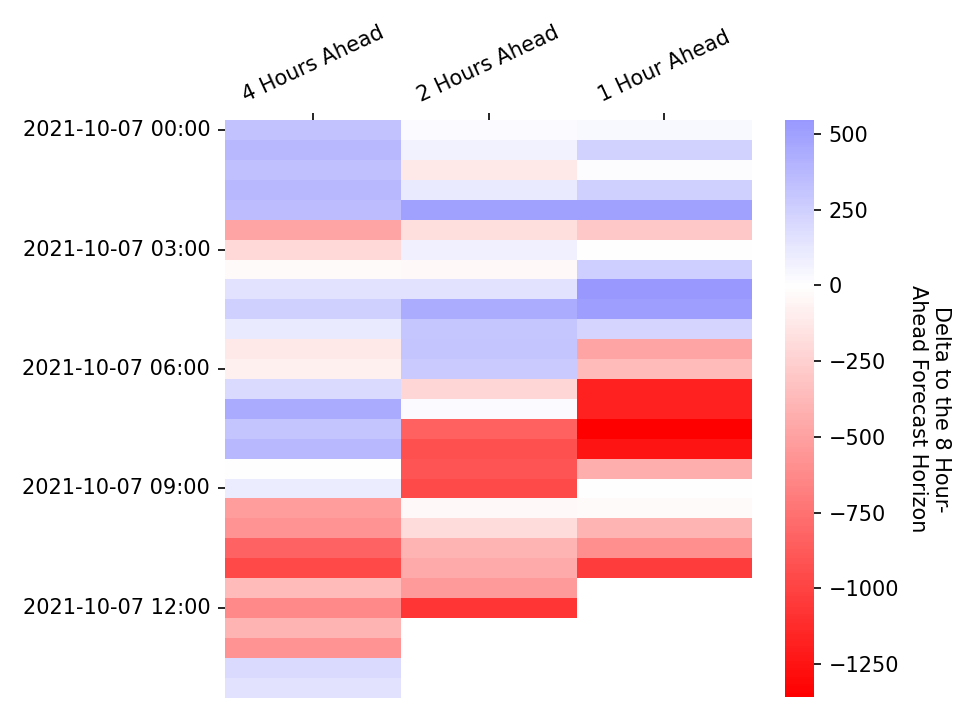 4 Hours Ahead
2 Hours Ahead
1 Hour Ahead
2021-10-07 00:00
2021-10-07 03:00
2021-10-07 06:00
2021-10-07 09:00
2021-10-07 12:00
500
250
0
−250
−500
−750
−1000
−1250
Delta to the 8 Hour-
Ahead Forecast Horizon